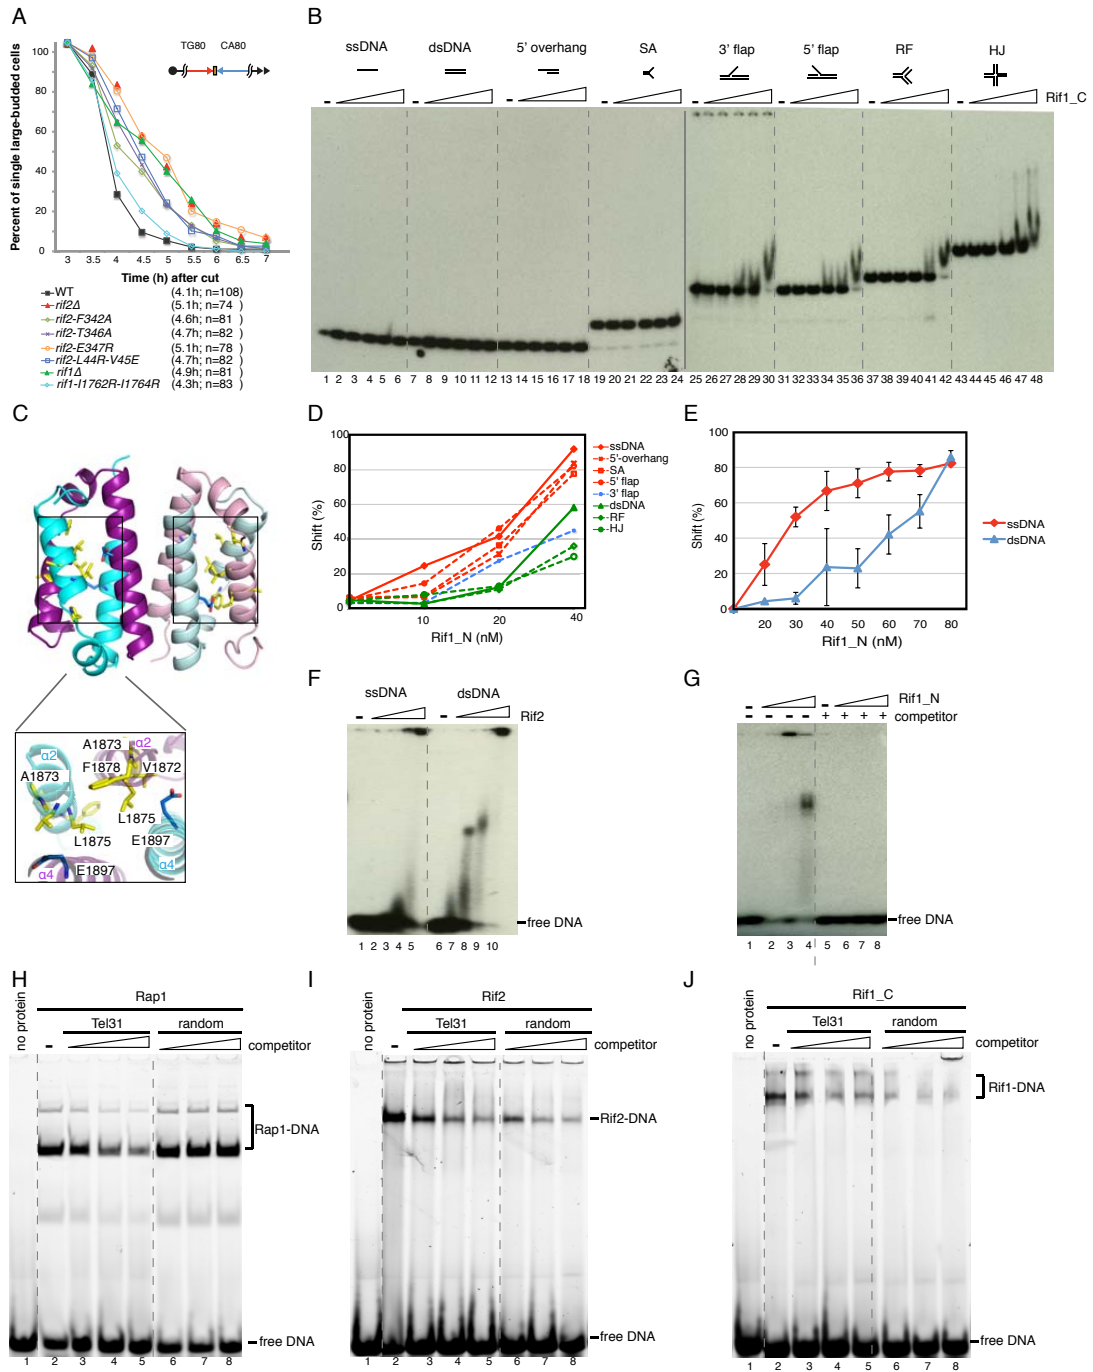 A
TG80 CA80
Percent of single large-budded cells
100
80
60
40
20
0
3 3.5 4 4.5 5 5.5 6 6.5 7
Time (h) after cut
WT (4.1h; n=108)
rif2Δ (5.1h; n=74 )
rif2-F342A (4.6h; n=81 )
rif2-T346A (4.7h; n=82 )
rif2-E347R (5.1h; n=78 )
rif2-L44R-V45E (4.7h; n=82 )
rif1Δ (4.9h; n=81 )
rif1-I1762R-I1764R (4.3h; n=83 )
B
ssDNA dsDNA 5' overhang SA 3' flap 5' flap RF HJ
- - - - - - - - Rif1_C
1 2 3 4 5 6 7 8 9 10 11 12 13 14 15 16 17 18 19 20 21 22 23 24 25 26 27 28 29 30 31 32 33 34 35 36 37 38 39 40 41 42 43 44 45 46 47 48
C
A1873 α2
α2
A1873 F1878 V1872
L1875
L1875 E1897
E1897 α4
α4
D
Shift (%)
100
80
60
40
20
0
10 20 40
Rif1_N (nM)
ssDNA
5'-overhang
SA
5' flap
3' flap
dsDNA
RF
HJ
E
Shift (%)
100
80
60
40
20
0
20 30 40 50 60 70 80
Rif1_N (nM)
ssDNA
dsDNA
F
ssDNA dsDNA
- - Rif2
free DNA
1 2 3 4 5 6 7 8 9 10
G
- - Rif1_N
- - - - + + + + competitor
free DNA
1 2 3 4 5 6 7 8
H
no protein
Rap1
Tel31 random
- competitor
Rap1-DNA
free DNA
1 2 3 4 5 6 7 8
I
no protein
Rif2
Tel31 random
- competitor
Rif2-DNA
free DNA
1 2 3 4 5 6 7 8
J
no protein
Rif1_C
Tel31 random
- competitor
Rif1-DNA
free DNA
1 2 3 4 5 6 7 8